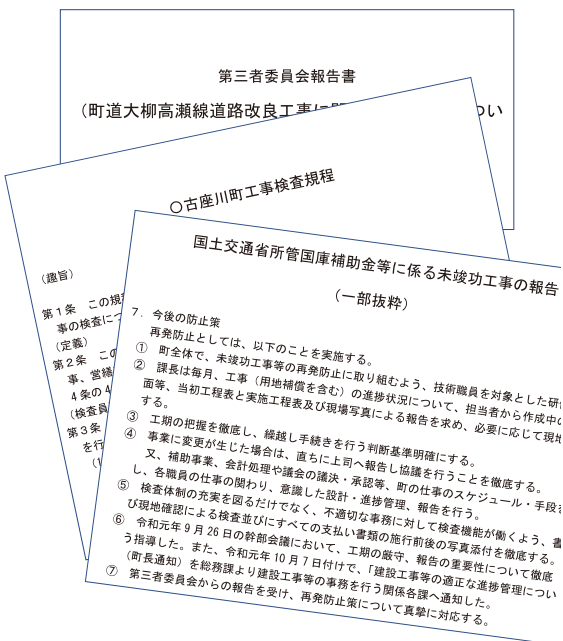 第三者委員会報告書
（町道大柳高瀬線道路改良工事に
つい
○古座川町工事検査規程
（趣旨）
第１条　この規
事の検査につ
（定義）
第２条　この
事、営繕
４条の４
（検査員
第３条
を行
（1
国土交通省所管国庫補助金等に係る未竣功工事の報告
（一部抜粋）
７．今後の防止策
再発防止としては、以下のことを実施する。
①　町全体で、未竣功工事等の再発防止に取り組むよう、技術職員を対象とした研
②　課長は毎月、工事（用地補償を含む）の進捗状況について、担当者から作成中の
面等、当初工程表と実施工程表及び現場写真による報告を求め、必要に応じて現地
する。
③　工期の把握を徹底し、繰越し手続きを行う判断基準明確にする。
④　事業に変更が生じた場合は、直ちに上司へ報告し協議を行うことを徹底する。
又、補助事業、会計処理や議会の議決・承認等、町の仕事のスケジュール・手段を
し、各職員の仕事の関わり、意識した設計・進捗管理、報告を行う。
⑤　検査体制の充実を図るだけでなく、不適切な事務に対して検査機能が働くよう、書
び現地確認による検査並びにすべての支払い書類の施行前後の写真添付を徹底する。
⑥　令和元年９月26日の幹部会議において、工期の厳守、報告の重要性について徹底
う指導した。また、令和元年10月7日付けで、「建設工事等の適正な進捗管理につい
（町長通知）を総務課より建設工事等の事務を行う関係各課へ通知した。
⑦　第三者委員会からの報告を受け、再発防止策について真摯に対応する。